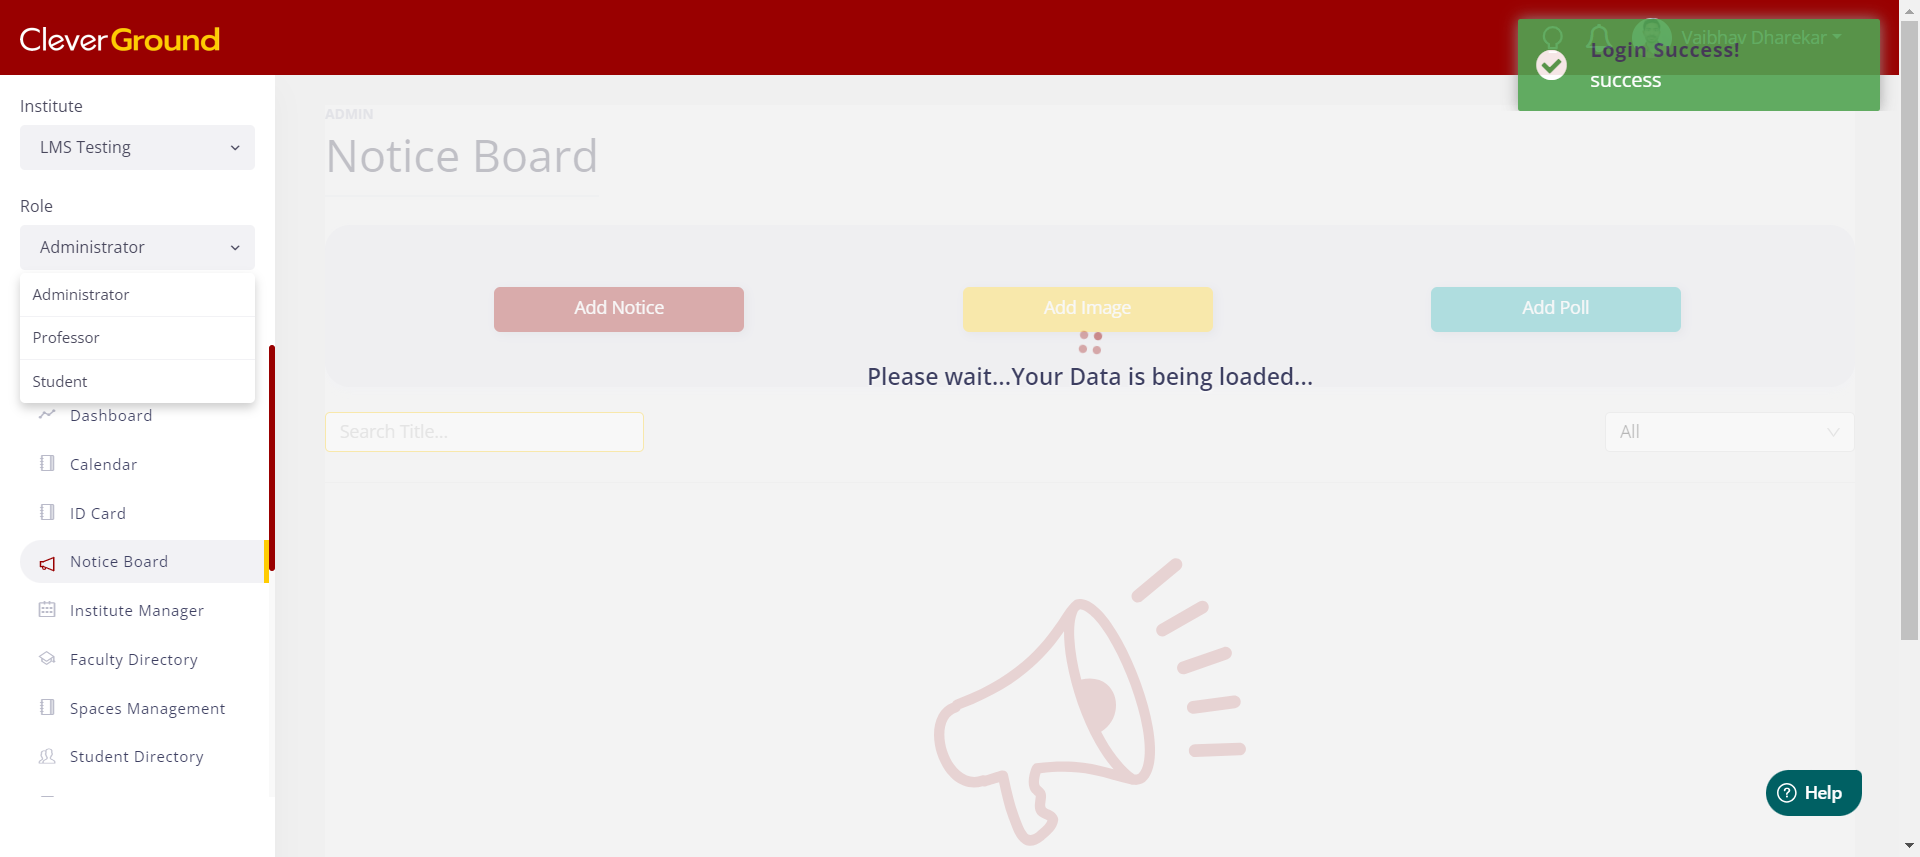 CleverGround
Vaibhav Dharekar
Login Success!
success
Institute
LMS Testing
Role
Administrator
Administrator
Professor
Student
Dashboard
Calendar
ID Card
Notice Board
Institute Manager
Faculty Directory
Spaces Management
Student Directory
ADMIN
Notice Board
Add Notice
Add Image
Add Poll
Please wait...Your Data is being loaded...
Search Title...
All
Help